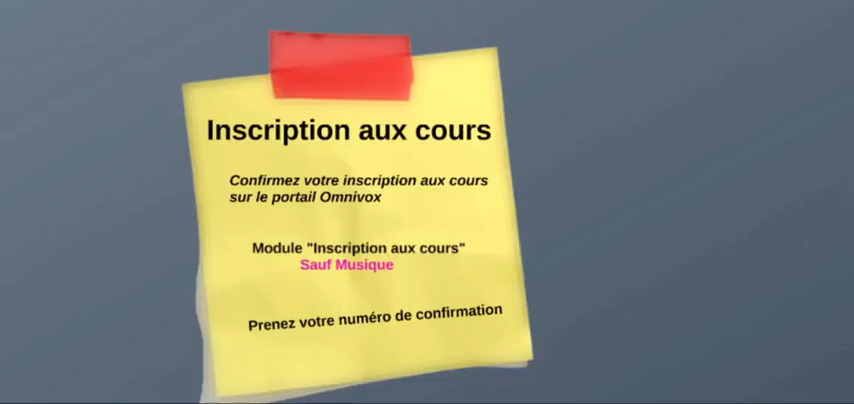 Inscription aux cours
Confirmez votre inscription aux cours
sur le portail Omnivox
Module "Inscription aux cours"
Sauf Musique
Prenez votre numéro de confirmation